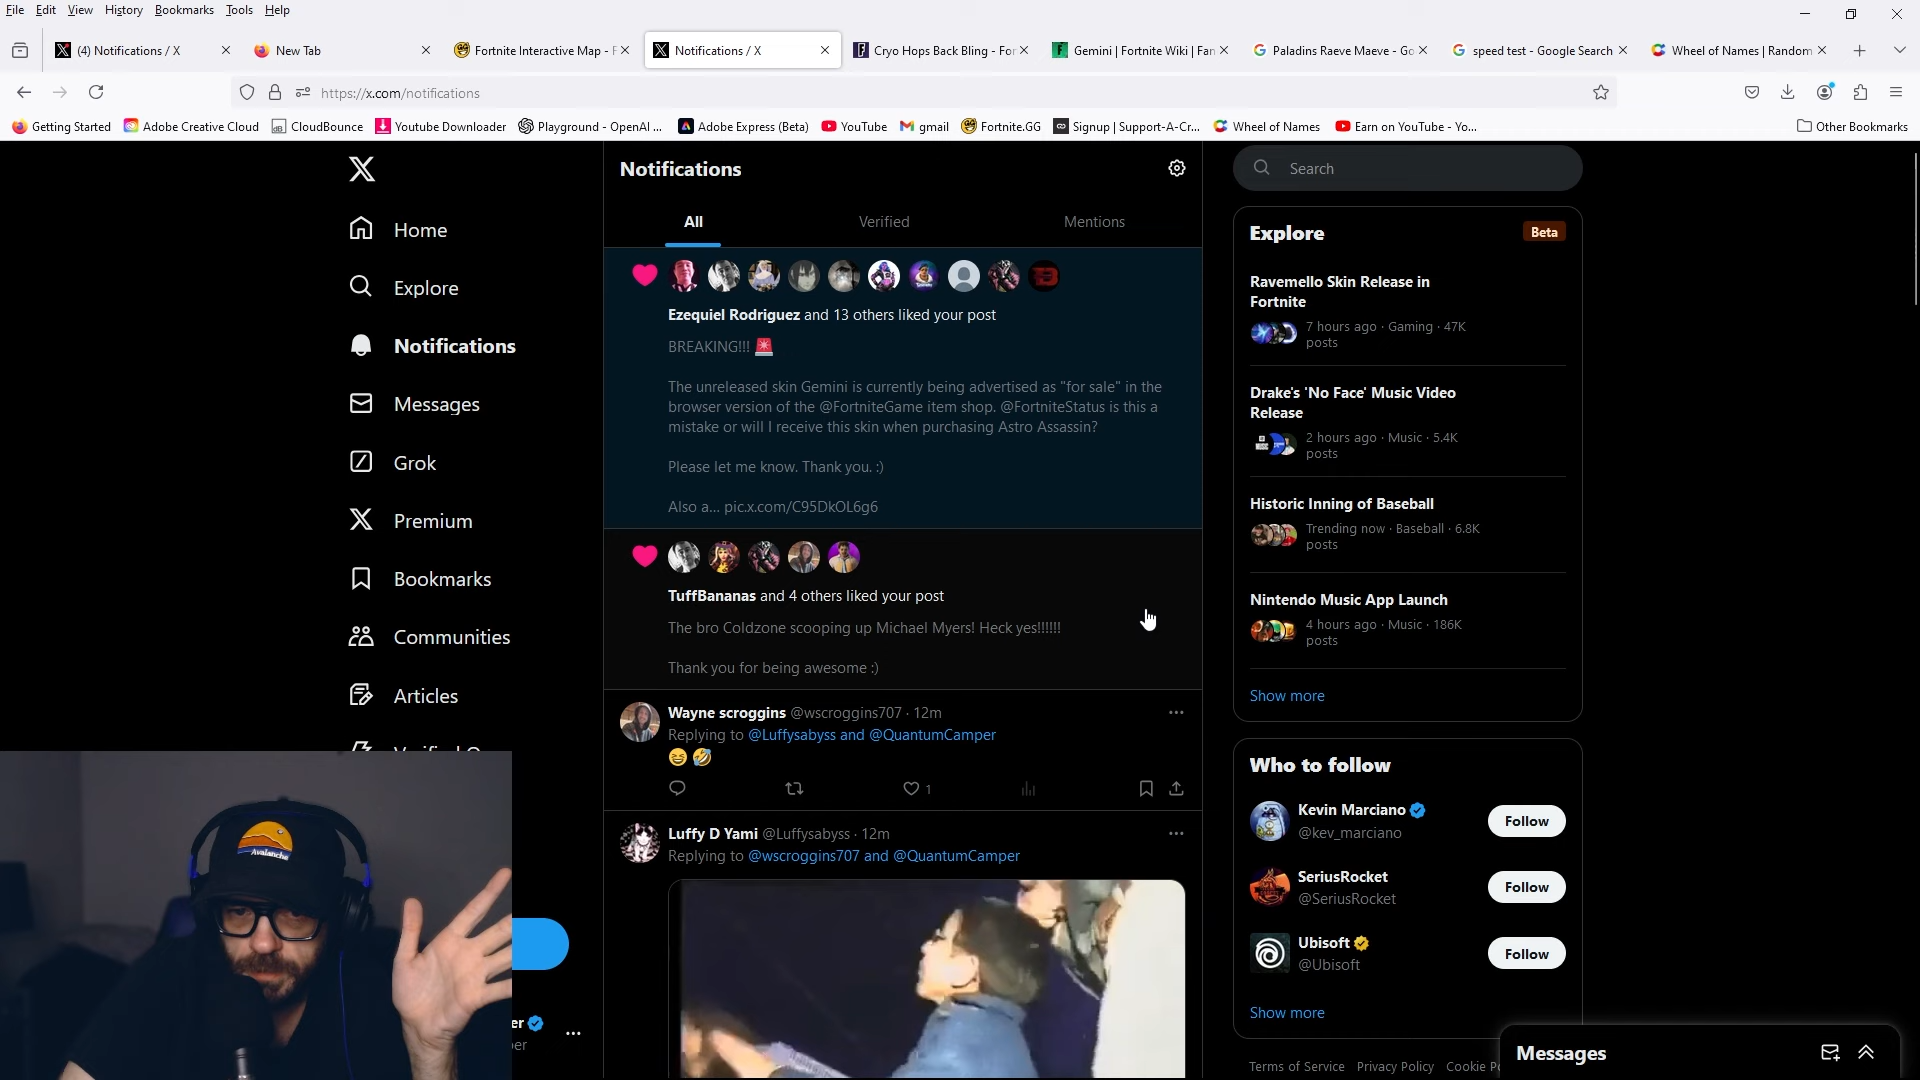 File Edit View History Bookmarks Tools Help
(4) Notifications / X
New Tab
Fortnite Interactive Map - F
Notifications / X
Cryo Hops Back Bling - For
Gemini | Fortnite Wiki | Fan
Paladins Raeve Maeve - Go
speed test - Google Search
Wheel of Names | Random
https://x.com/notifications
Getting Started
Adobe Creative Cloud
CloudBounce
Youtube Downloader
Playground - OpenAI ...
Adobe Express (Beta)
YouTube
gmail
Fortnite.GG
Signup | Support-A-Cr...
Wheel of Names
Earn on YouTube - Yo...
Other Bookmarks
Home
Explore
Notifications
Messages
Grok
Premium
Bookmarks
Communities
Articles
Avalanche
er
per
Notifications
All Verified Mentions
Ezequiel Rodriguez and 13 others liked your post
BREAKING!!! 🚨
The unreleased skin Gemini is currently being advertised as "for sale" in the
browser version of the @FortniteGame item shop. @FortniteStatus is this a
mistake or will I receive this skin when purchasing Astro Assassin?
Please let me know. Thank you. :)
Also a... pic.x.com/C95DkOL6g6
TuffBananas and 4 others liked your post
The bro Coldzone scooping up Michael Myers! Heck yes!!!!!!
Thank you for being awesome :)
Wayne scroggins @wscroggins707 · 12m
Replying to @Luffysabyss and @QuantumCamper
😆 🤣
1
Luffy D Yami @Luffysabyss · 12m
Replying to @wscroggins707 and @QuantumCamper
Search
Explore
Beta
Ravemello Skin Release in
Fortnite
7 hours ago · Gaming · 47K
posts
Drake's 'No Face' Music Video
Release
2 hours ago · Music · 5.4K
posts
Historic Inning of Baseball
Trending now · Baseball · 6.8K
posts
Nintendo Music App Launch
4 hours ago · Music · 186K
posts
Show more
Who to follow
Kevin Marciano
@kev_marciano
Follow
SeriusRocket
@SeriusRocket
Follow
Ubisoft
@Ubisoft
Follow
Show more
Terms of Service Privacy Policy Cookie Po
Messages